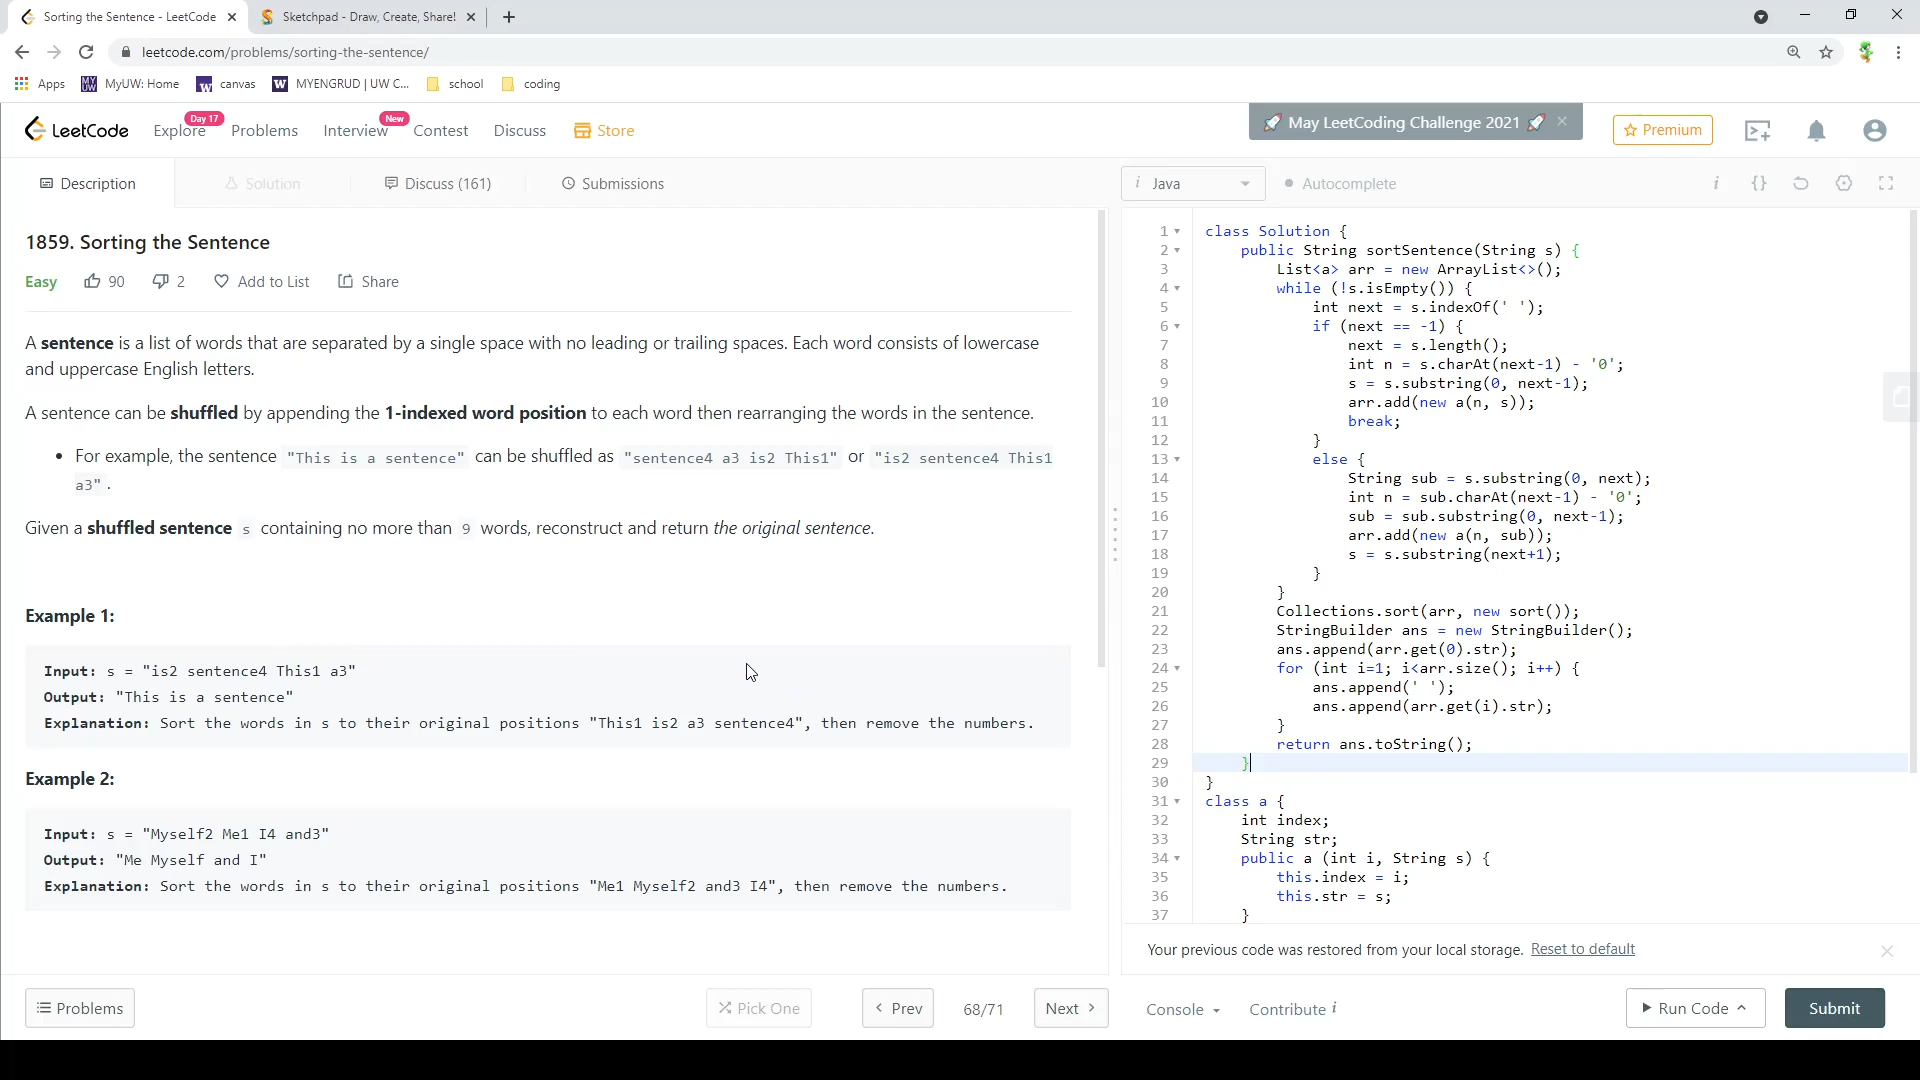 Sorting the Sentence - LeetCode
Sketchpad - Draw, Create, Share!
leetcode.com/problems/sorting-the-sentence/
Apps
MyUW: Home
canvas
MYENGRUD | UW C...
school
coding
LeetCode
Explore
Day 17
Problems
Interview
New
Contest
Discuss
Store
May LeetCoding Challenge 2021
Premium
Description
Solution
Discuss (161)
Submissions
i Java
Autocomplete
1859. Sorting the Sentence
Easy
90
2
Add to List
Share
A sentence is a list of words that are separated by a single space with no leading or trailing spaces. Each word consists of lowercase
and uppercase English letters.
A sentence can be shuffled by appending the 1-indexed word position to each word then rearranging the words in the sentence.
• For example, the sentence "This is a sentence" can be shuffled as "sentence4 a3 is2 This1" or "is2 sentence4 This1
a3".
Given a shuffled sentence s containing no more than 9 words, reconstruct and return the original sentence.
Example 1:
Input: s = "is2 sentence4 This1 a3"
Output: "This is a sentence"
Explanation: Sort the words in s to their original positions "This1 is2 a3 sentence4", then remove the numbers.
Example 2:
Input: s = "Myself2 Me1 I4 and3"
Output: "Me Myself and I"
Explanation: Sort the words in s to their original positions "Me1 Myself2 and3 I4", then remove the numbers.
1 class Solution {
2 public String sortSentence(String s) {
3 List<a> arr = new ArrayList<>();
4 while (!s.isEmpty()) {
5 int next = s.indexOf(' ');
6 if (next == -1) {
7 next = s.length();
8 int n = s.charAt(next-1) - '0';
9 s = s.substring(0, next-1);
10 arr.add(new a(n, s));
11 break;
12 }
13 else {
14 String sub = s.substring(0, next);
15 int n = sub.charAt(next-1) - '0';
16 sub = sub.substring(0, next-1);
17 arr.add(new a(n, sub));
18 s = s.substring(next+1);
19 }
20 }
21 Collections.sort(arr, new sort());
22 StringBuilder ans = new StringBuilder();
23 ans.append(arr.get(0).str);
24 for (int i=1; i<arr.size(); i++) {
25 ans.append(' ');
26 ans.append(arr.get(i).str);
27 }
28 return ans.toString();
29 }
30 }
31 class a {
32 int index;
33 String str;
34 public a (int i, String s) {
35 this.index = i;
36 this.str = s;
37 }
Your previous code was restored from your local storage. Reset to default
Problems
Pick One
Prev
68/71
Next
Console
Contribute i
Run Code
Submit